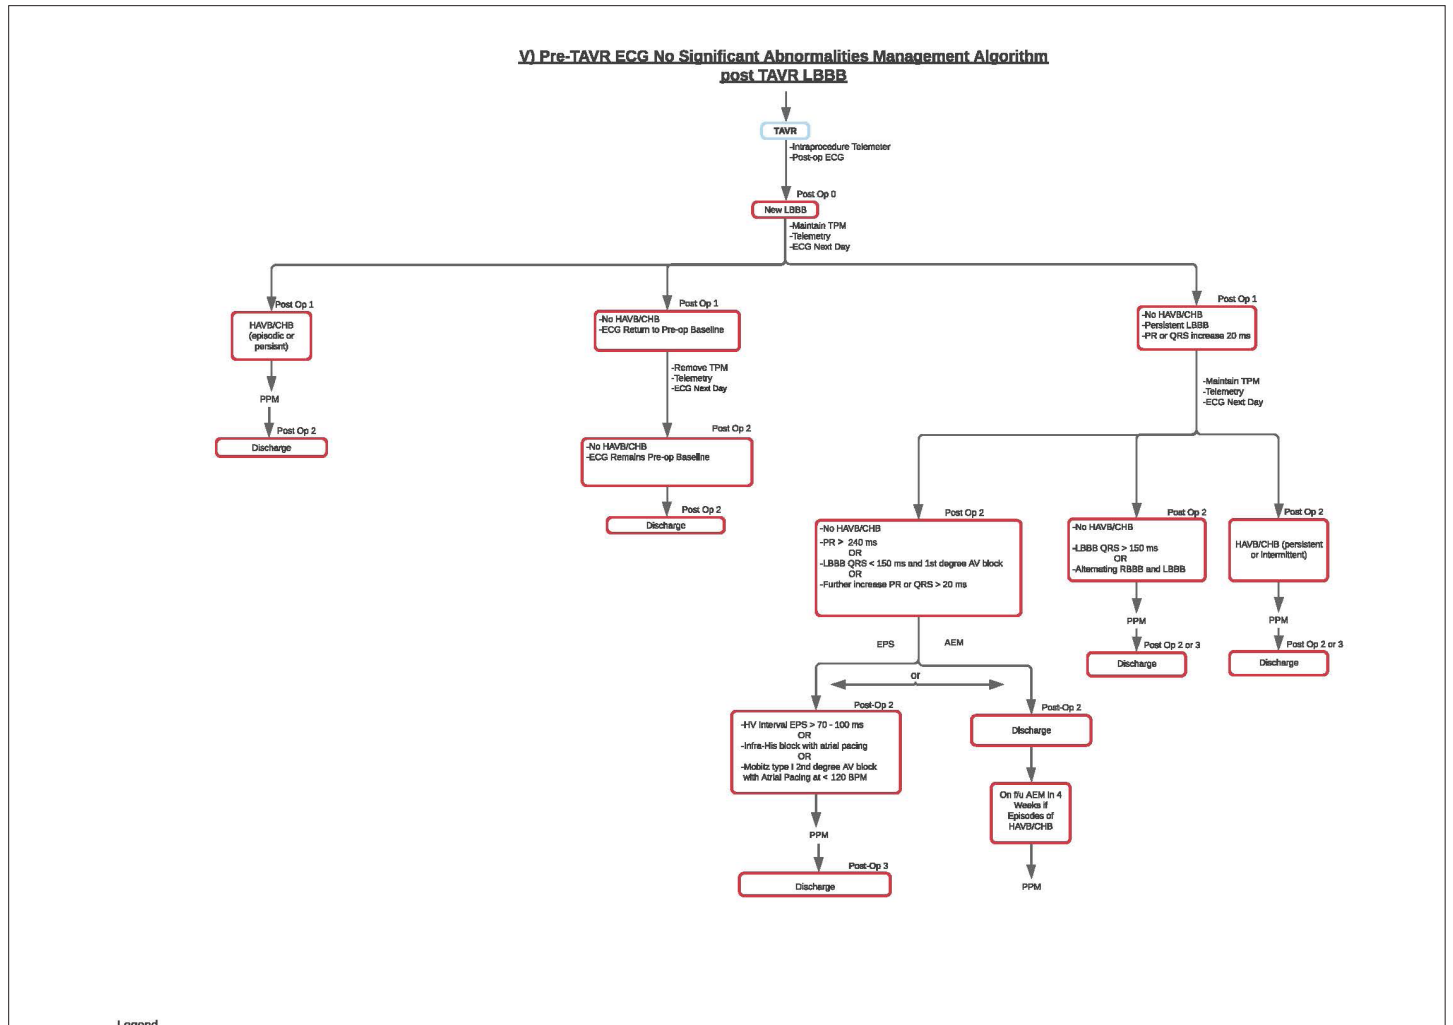 V) Pre-TAVR ECG No Significant Abnormalities Management Algorithm
post TAVR LBBB
TAVR
-Intraprocedure Telemeter
-Post-op ECG
Post Op 0
New LBBB
-Maintain TPM
-Telemetry
-ECG Next Day
Post Op 1
HAVB/CHB
(episodic or
persisnt)
PPM
Post Op 2
Discharge
Post Op 1
-No HAVB/CHB
-ECG Return to Pre-op Baseline
-Remove TPM
-Telemetry
-ECG Next Day
Post Op 2
-No HAVB/CHB
-ECG Remains Pre-op Baseline
Post Op 2
Discharge
Post Op 1
-No HAVB/CHB
-Persistent LBBB
-PR or QRS increase 20 ms
-Maintain TPM
-Telemetry
-ECG Next Day
Post Op 2
-No HAVB/CHB
-PR > 240 ms
OR
-LBBB QRS < 150 ms and 1st degree AV block
OR
-Further increase PR or QRS > 20 ms
EPS
AEM
or
Post-Op 2
-HV Interval EPS > 70 - 100 ms
OR
-Infra-His block with atrial pacing
OR
-Mobitz type I 2nd degree AV block
with Atrial Pacing at < 120 BPM
PPM
Post-Op 3
Discharge
Post-Op 2
Discharge
On f/u AEM in 4
Weeks if
Episodes of
HAVB/CHB
PPM
Post Op 2
-No HAVB/CHB
-LBBB QRS > 150 ms
OR
-Alternating RBBB and LBBB
PPM
Post Op 2 or 3
Discharge
Post Op 2
HAVB/CHB (persistent
or intermittent)
PPM
Post Op 2 or 3
Discharge
Legend